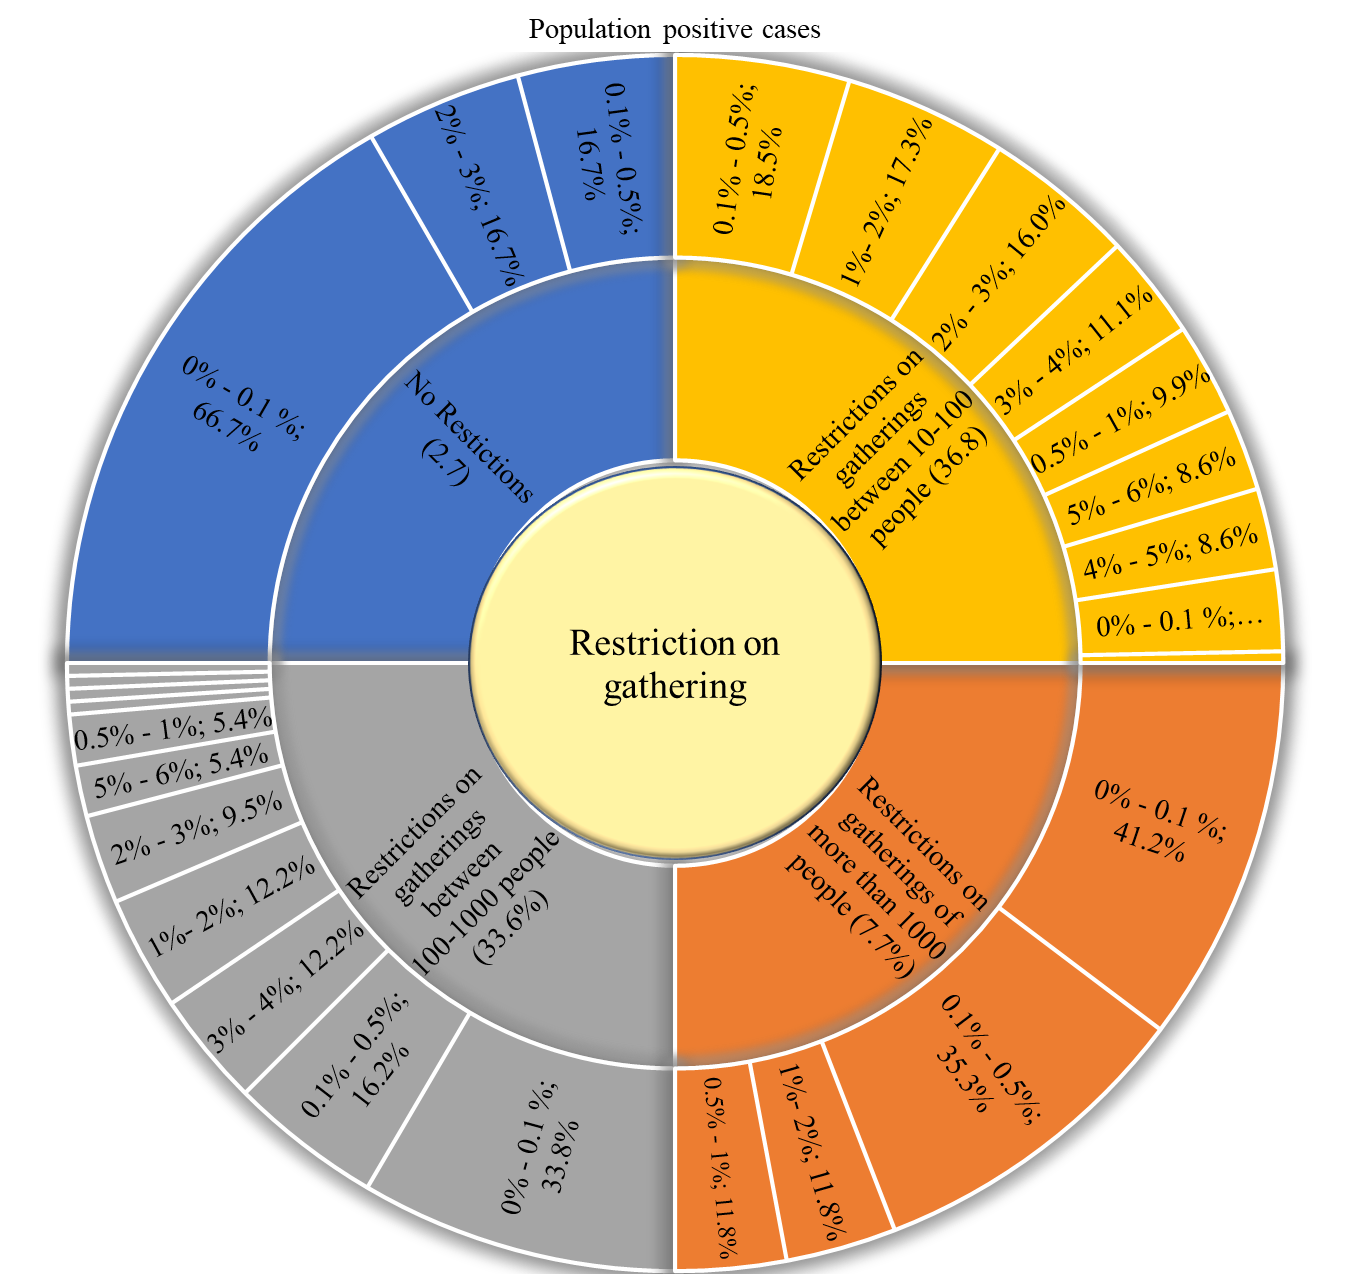 Population positive cases
0.1% - 0.5%;
18.5%
1%- 2%; 17.3%
2% - 3%; 16.0%
3% - 4%; 11.1%
0.5% - 1%; 9.9%
5% - 6%; 8.6%
4% - 5%; 8.6%
0% - 0.1 %;...
Restrictions on
gatherings
between 10-100
people (36.8)
0% - 0.1 %;
41.2%
0.1% - 0.5%;
35.3%
1%- 2%; 11.8%
0.5% - 1%; 11.8%
Restrictions on
gatherings of
more than 1000
people (7.7%)
0% - 0.1 %;
33.8%
0.1% - 0.5%;
16.2%
3% - 4%; 12.2%
1%- 2%; 12.2%
2% - 3%; 9.5%
5% - 6%; 5.4%
0.5% - 1%; 5.4%
Restrictions on
gatherings
between
100-1000 people
(33.6%)
0% - 0.1 %;
66.7%
2% - 3%; 16.7%
0.1% - 0.5%;
16.7%
No Restictions
(2.7)
Restriction on
gathering